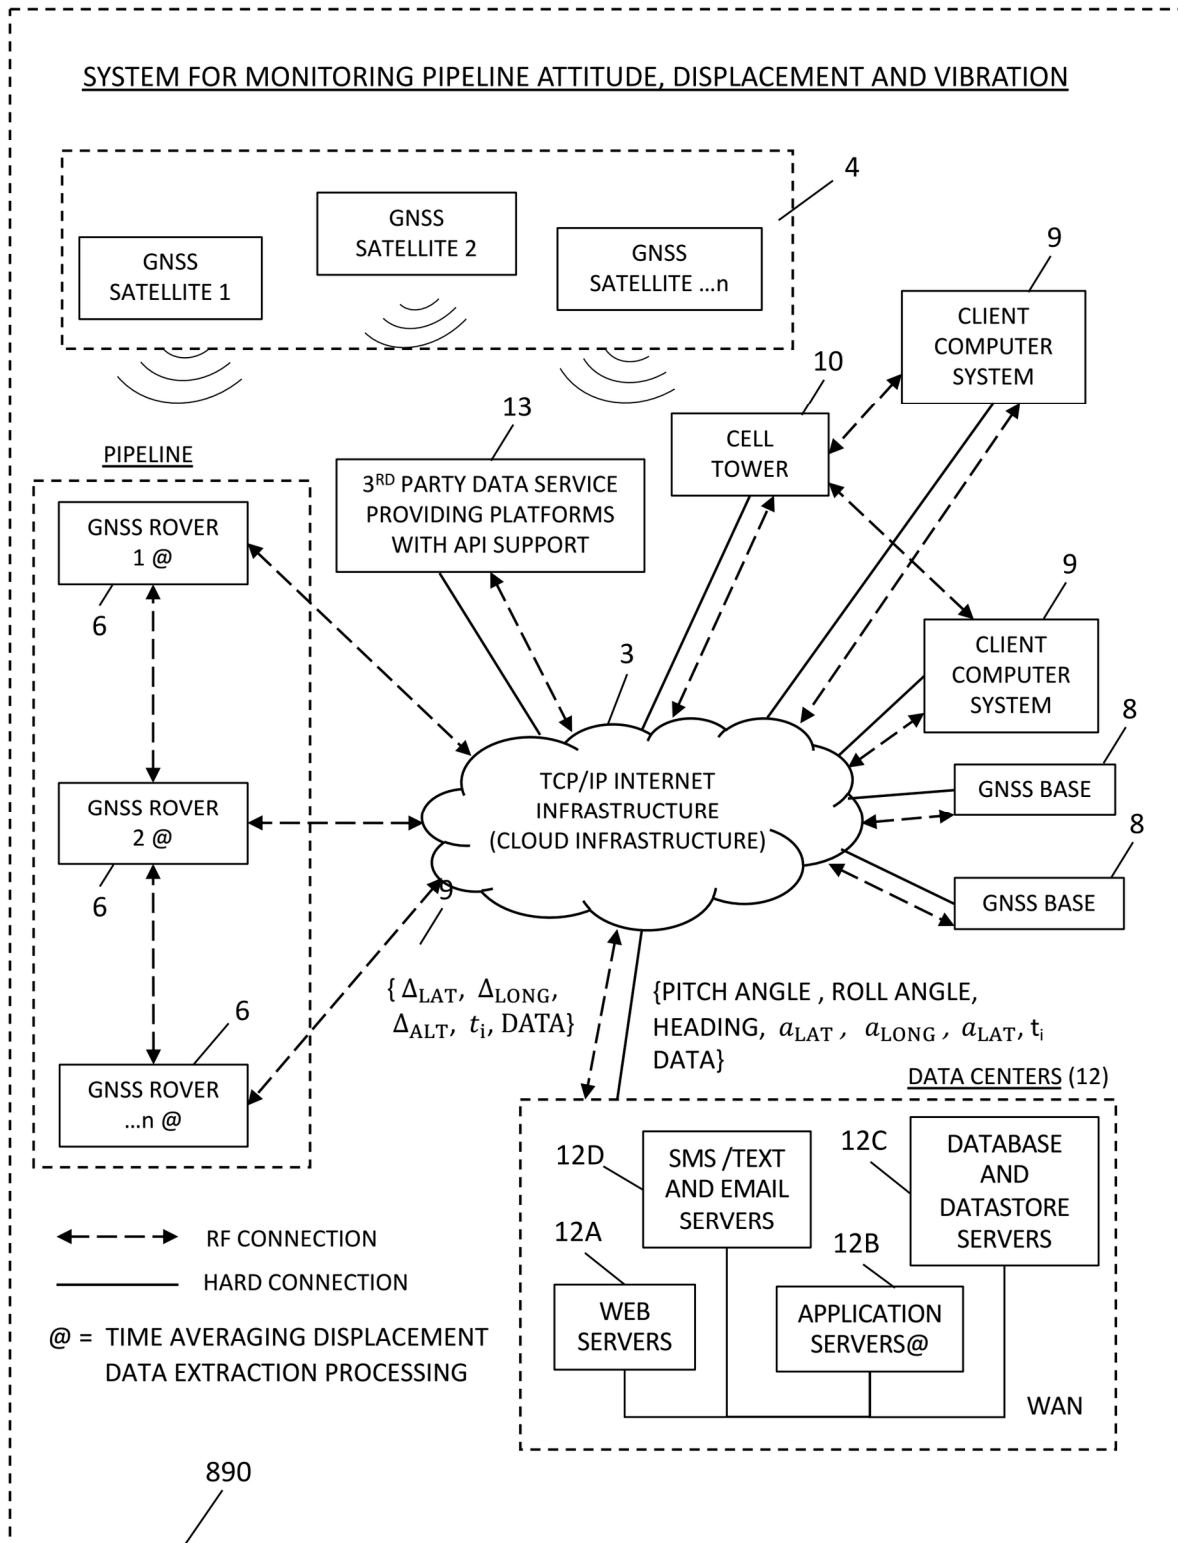 SYSTEM FOR MONITORING PIPELINE ATTITUDE, DISPLACEMENT AND VIBRATION
4
GNSS
SATELLITE 1
GNSS
SATELLITE 2
GNSS
SATELLITE ...n
9
CLIENT
COMPUTER
SYSTEM
10
CELL
TOWER
13
3RD PARTY DATA SERVICE
PROVIDING PLATFORMS
WITH API SUPPORT
PIPELINE
GNSS ROVER
1 @
6
9
CLIENT
COMPUTER
SYSTEM
3
TCP/IP INTERNET
INFRASTRUCTURE
(CLOUD INFRASTRUCTURE)
8
GNSS BASE
8
GNSS BASE
GNSS ROVER
2 @
6
9
{ ΔLAT, ΔLONG,
ΔALT, ti, DATA}
{PITCH ANGLE , ROLL ANGLE,
HEADING, aLAT , aLONG , aLAT, ti
DATA}
6
GNSS ROVER
...n @
DATA CENTERS (12)
12D
SMS /TEXT
AND EMAIL
SERVERS
12C
DATABASE
AND
DATASTORE
SERVERS
12A
WEB
SERVERS
12B
APPLICATION
SERVERS@
WAN
RF CONNECTION
HARD CONNECTION
@ = TIME AVERAGING DISPLACEMENT
DATA EXTRACTION PROCESSING
890